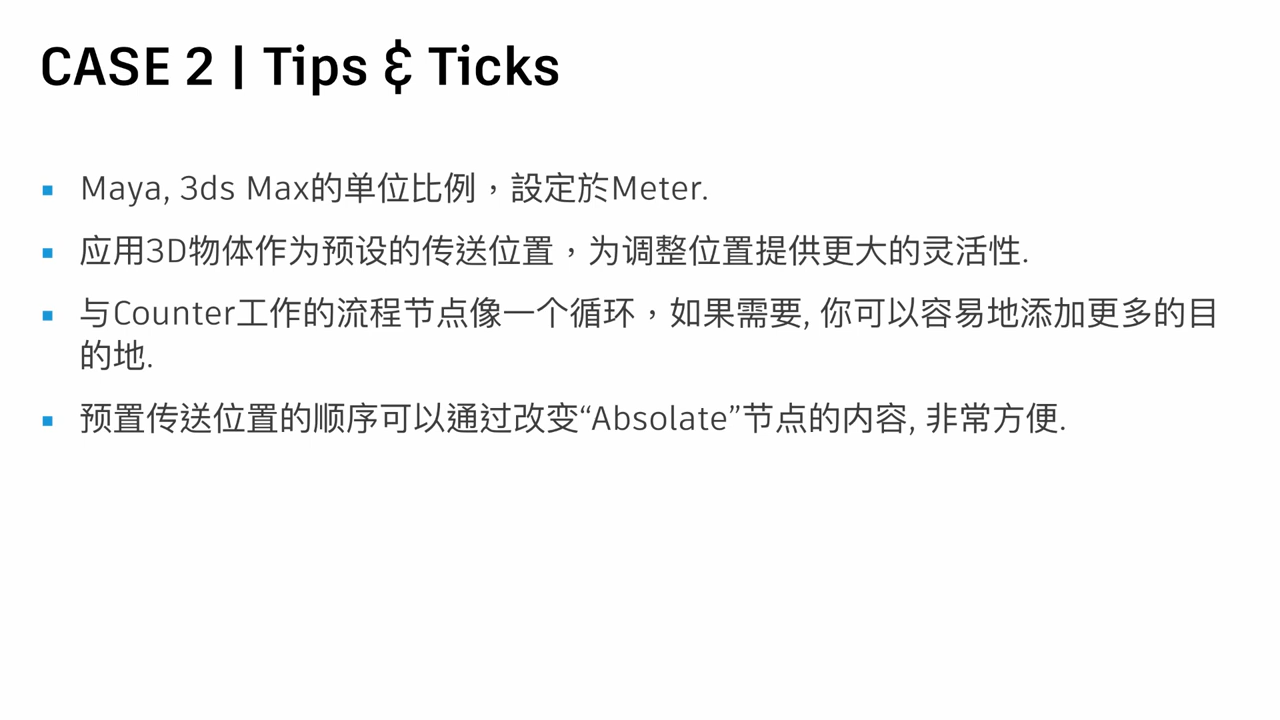 CASE 2 | Tips & Ticks
▪ Maya, 3ds Max的单位比例，設定於Meter.
▪ 应用3D物体作为预设的传送位置，为调整位置提供更大的灵活性.
▪ 与Counter工作的流程节点像一个循环，如果需要, 你可以容易地添加更多的目
的地.
▪ 预置传送位置的顺序可以通过改变“Absolate”节点的内容, 非常方便.